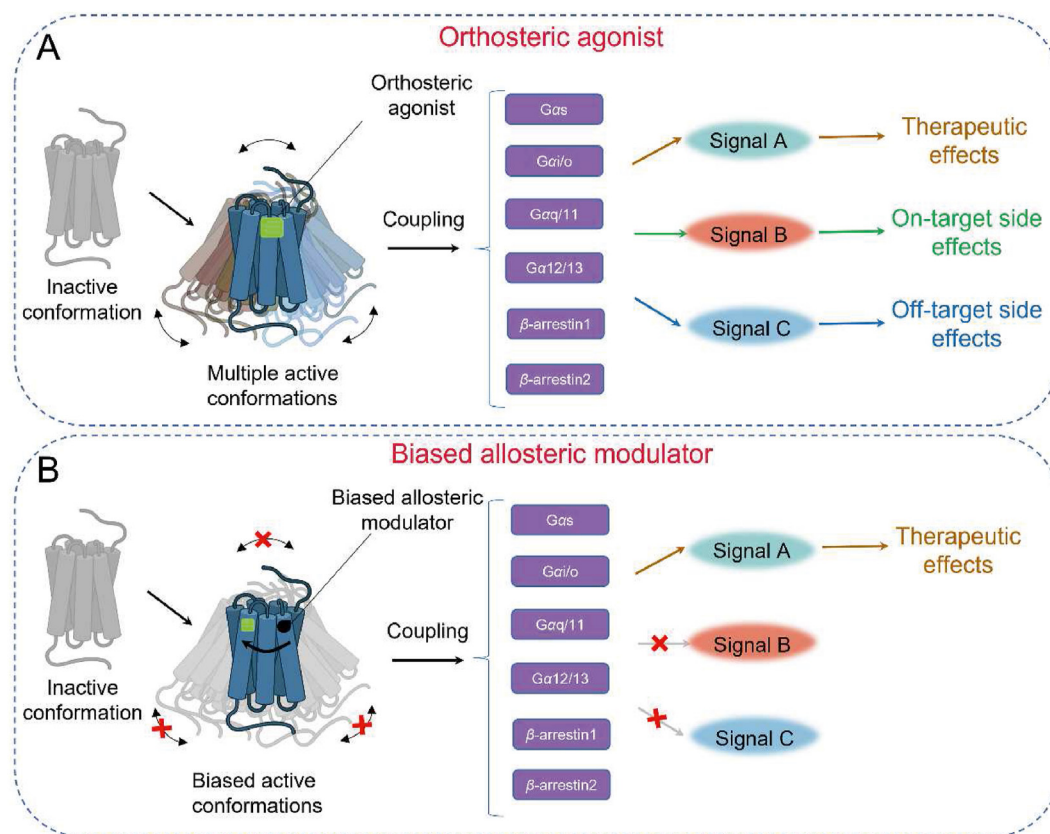 A
Orthosteric agonist
Orthosteric
agonist
Inactive
conformation
Multiple active
conformations
Coupling
Gαs
Gαi/o
Gαq/11
Gα12/13
β-arrestin1
β-arrestin2
Signal A
Signal B
Signal C
Therapeutic
effects
On-target side
effects
Off-target side
effects
B
Biased allosteric modulator
Biased allosteric
modulator
Inactive
conformation
Biased active
conformations
Coupling
Gαs
Gαi/o
Gαq/11
Gα12/13
β-arrestin1
β-arrestin2
Signal A
Signal B
Signal C
Therapeutic
effects